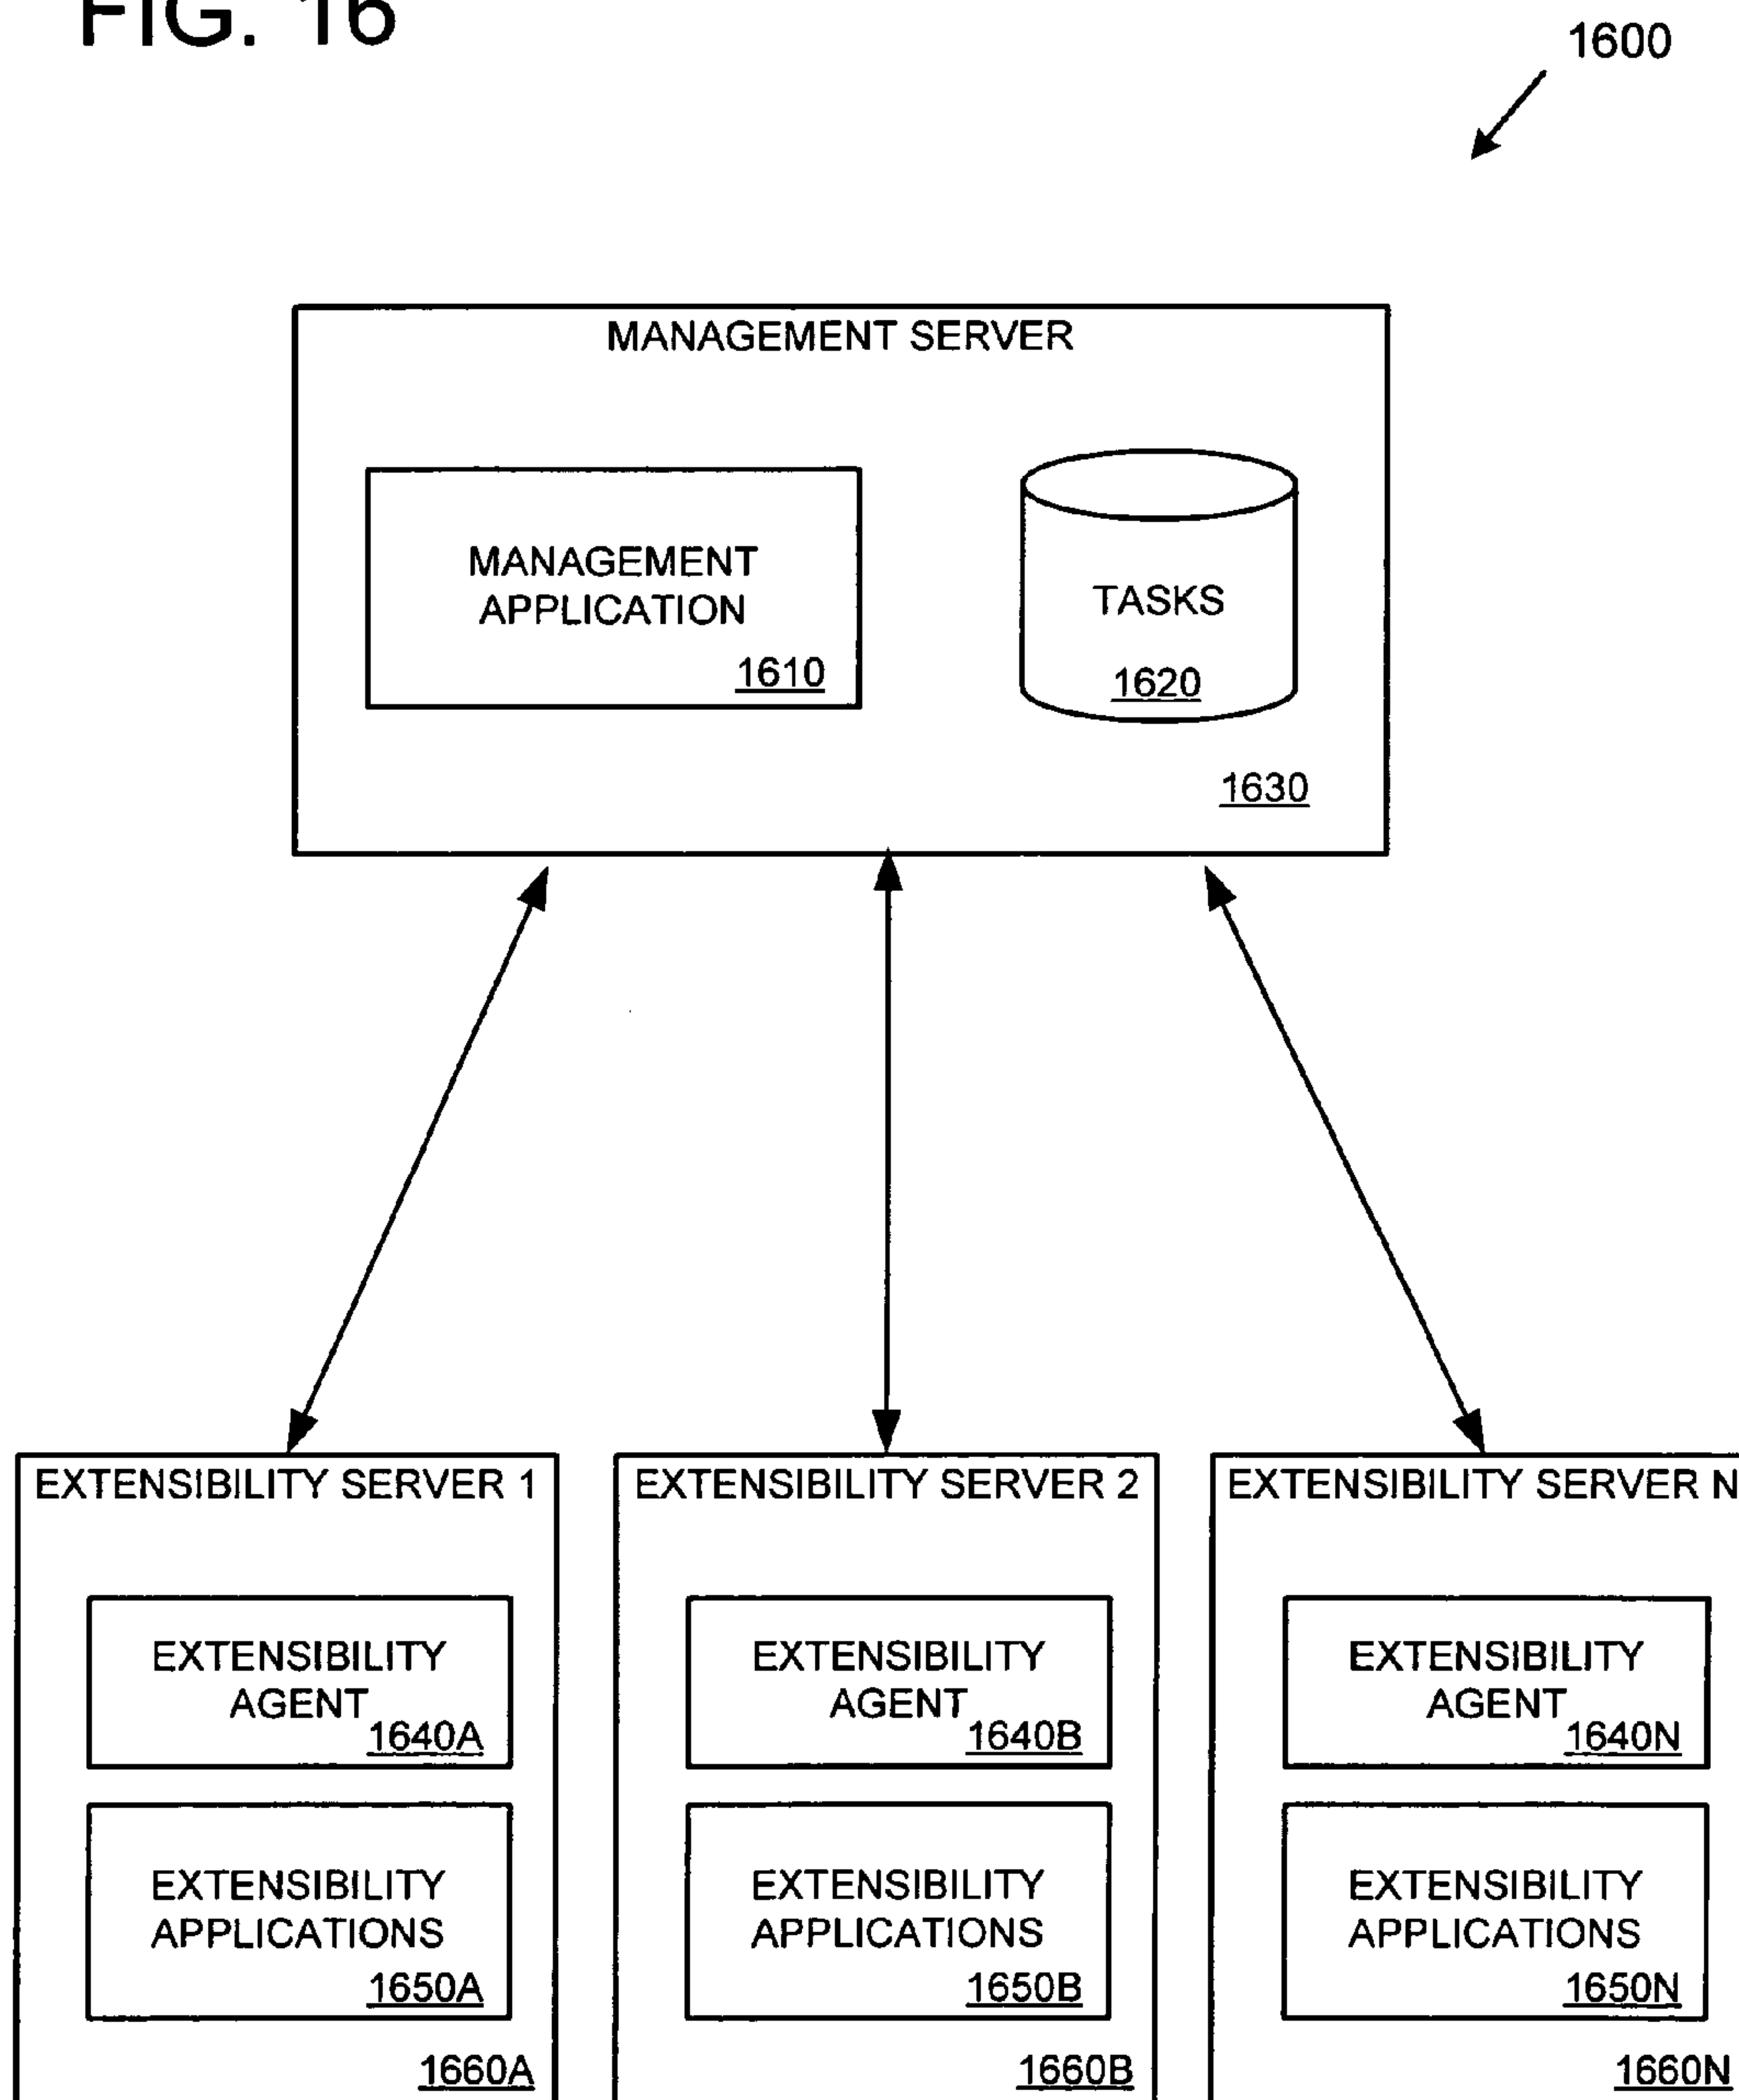 FIG. 16
1600
MANAGEMENT SERVER
MANAGEMENT
APPLICATION
1610
TASKS
1620
1630
EXTENSIBILITY SERVER 1
EXTENSIBILITY
AGENT
1640A
EXTENSIBILITY
APPLICATIONS
1650A
1660A
EXTENSIBILITY SERVER 2
EXTENSIBILITY
AGENT
1640B
EXTENSIBILITY
APPLICATIONS
1650B
1660B
EXTENSIBILITY SERVER N
EXTENSIBILITY
AGENT
1640N
EXTENSIBILITY
APPLICATIONS
1650N
1660N